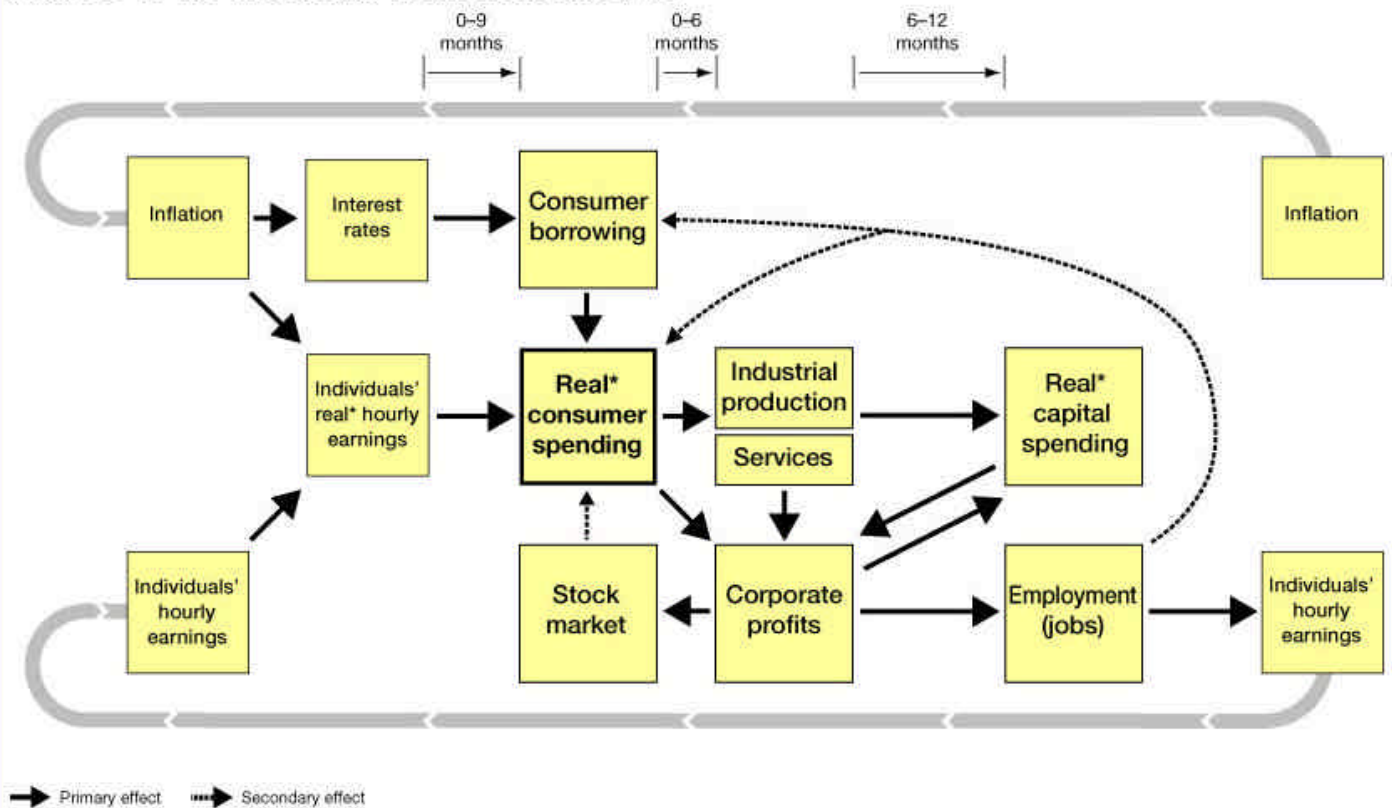 0–9
months
0–6
months
6–12
months
Inflation
Interest
rates
Consumer
borrowing
Inflation
Individuals'
real* hourly
earnings
Real*
consumer
spending
Industrial
production
Services
Real*
capital
spending
Individuals'
hourly
earnings
Stock
market
Corporate
profits
Employment
(jobs)
Individuals'
hourly
earnings
Primary effect
Secondary effect